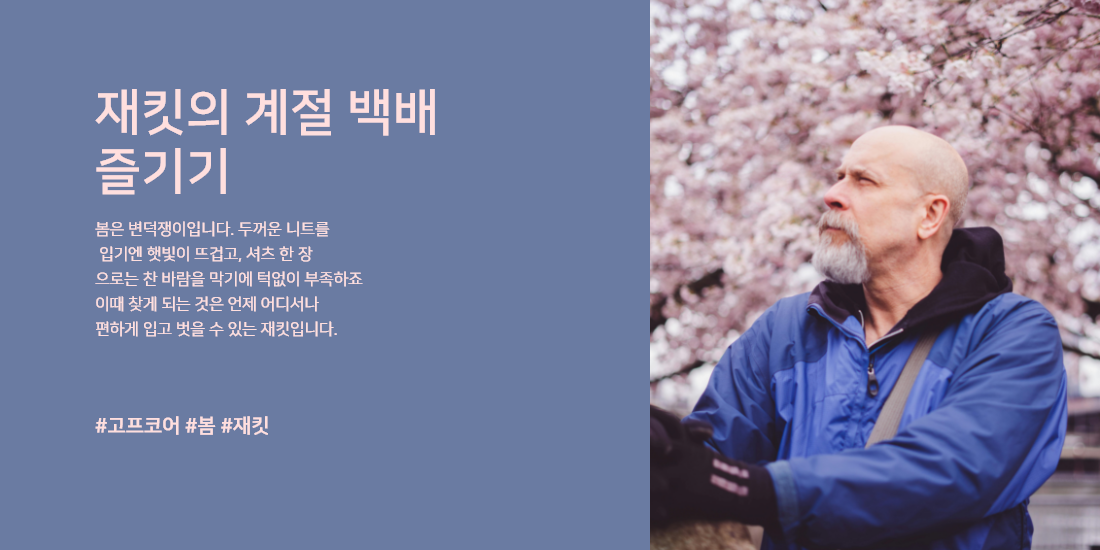 재킷의 계절 백배
즐기기
봄은 변덕쟁이입니다. 두꺼운 니트를
입기엔 햇빛이 뜨겁고, 셔츠 한 장
으로는 찬 바람을 막기에 턱없이 부족하죠
이때 찾게 되는 것은 언제 어디서나
편하게 입고 벗을 수 있는 재킷입니다.
#고프코어 #봄 #재킷